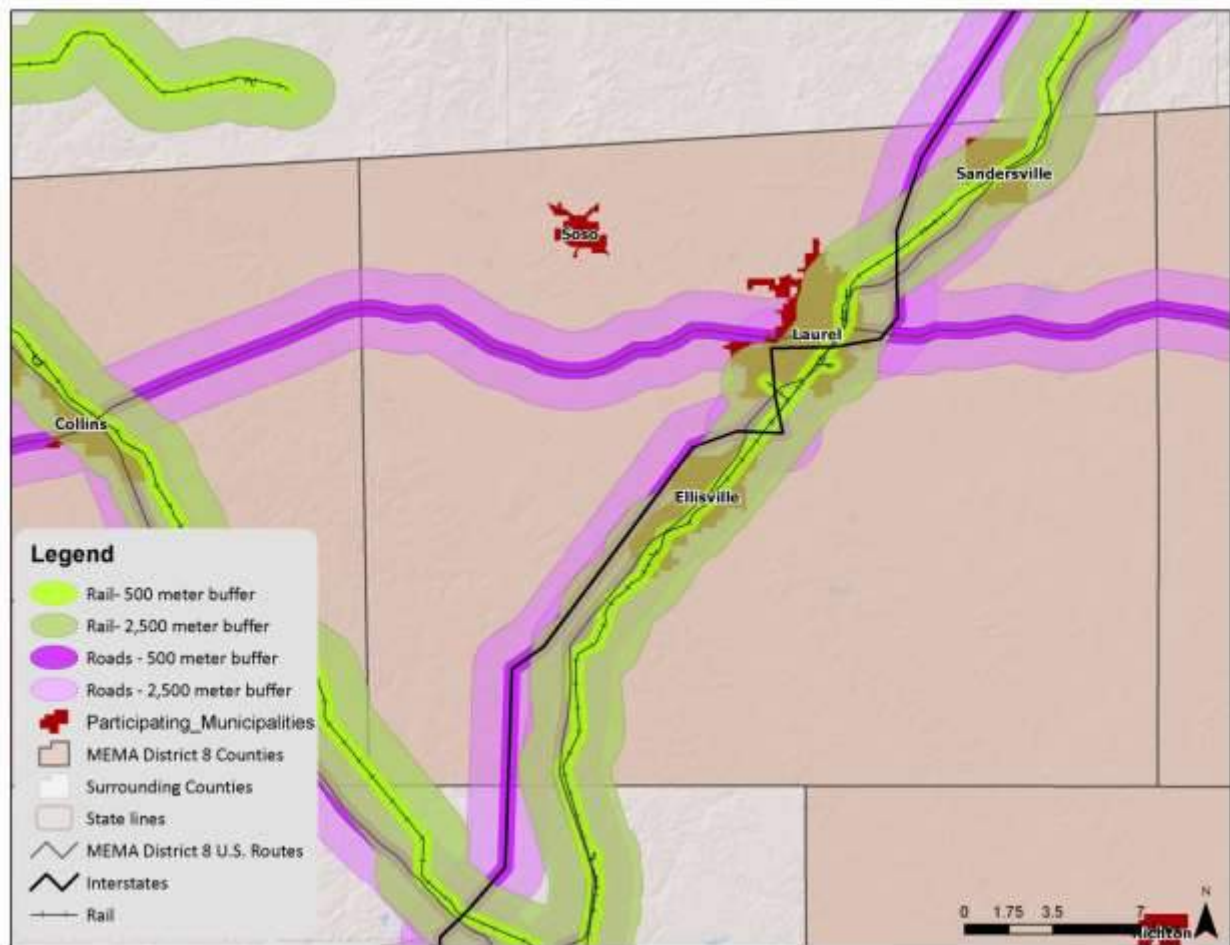 Sandersville
Soso
Laurel
Collins
Ellisville
Legend
Rail- 500 meter buffer
Rail- 2,500 meter buffer
Roads - 500 meter buffer
Roads - 2,500 meter buffer
Participating_Municipalities
MEMA District 8 Counties
Surrounding Counties
State lines
MEMA District 8 U.S. Routes
Interstates
Rail
N
0 1.75 3.5 7
Richton